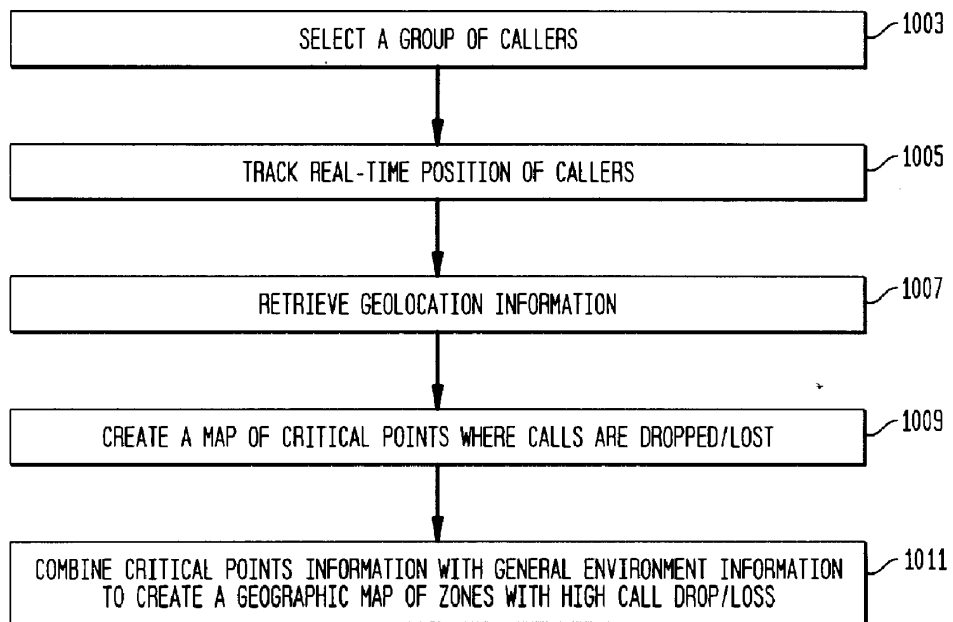 SELECT A GROUP OF CALLERS
1003
TRACK REAL-TIME POSITION OF CALLERS
1005
RETRIEVE GEOLOCATION INFORMATION
1007
CREATE A MAP OF CRITICAL POINTS WHERE CALLS ARE DROPPED/LOST
1009
COMBINE CRITICAL POINTS INFORMATION WITH GENERAL ENVIRONMENT INFORMATION
TO CREATE A GEOGRAPHIC MAP OF ZONES WITH HIGH CALL DROP/LOSS
1011